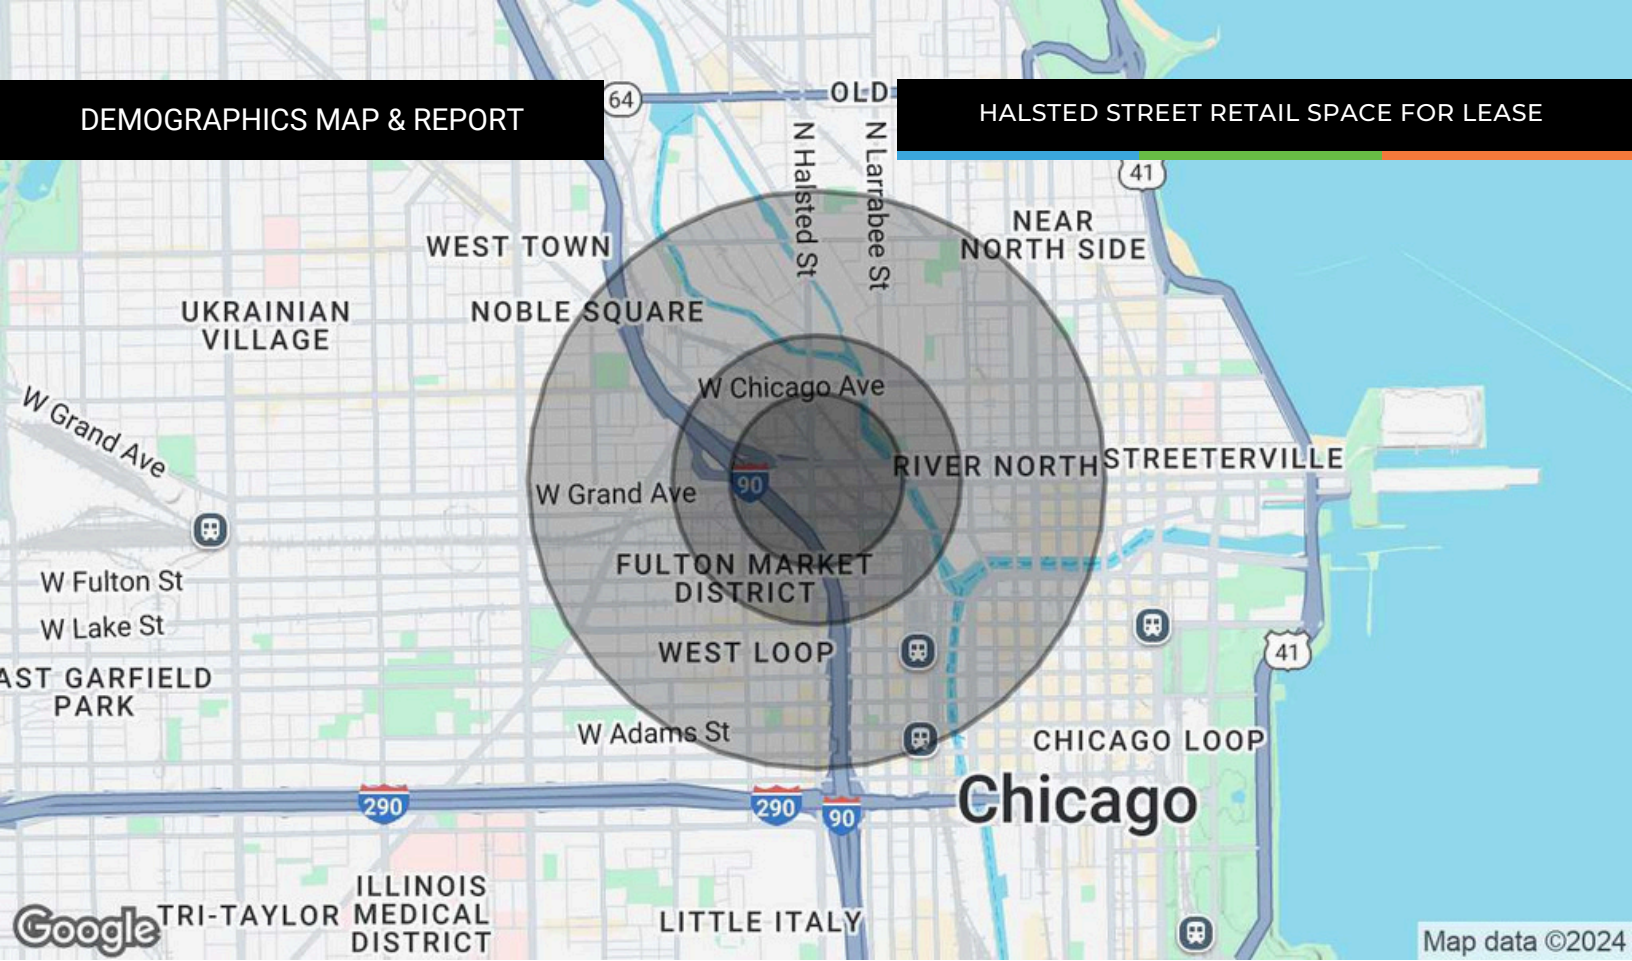 64
OLD
DEMOGRAPHICS MAP & REPORT
HALSTED STREET RETAIL SPACE FOR LEASE
N Halsted St
N Larrabee St
41
NEAR
NORTH SIDE
WEST TOWN
UKRAINIAN
VILLAGE
NOBLE SQUARE
W Chicago Ave
W Grand Ave
RIVER NORTH
STREETERVILLE
90
W Grand Ave
FULTON MARKET
DISTRICT
W Fulton St
W Lake St
WEST LOOP
41
AST GARFIELD
PARK
W Adams St
CHICAGO LOOP
Chicago
290
290
90
ILLINOIS
MEDICAL
DISTRICT
TRI-TAYLOR
LITTLE ITALY
Google
Map data ©2024